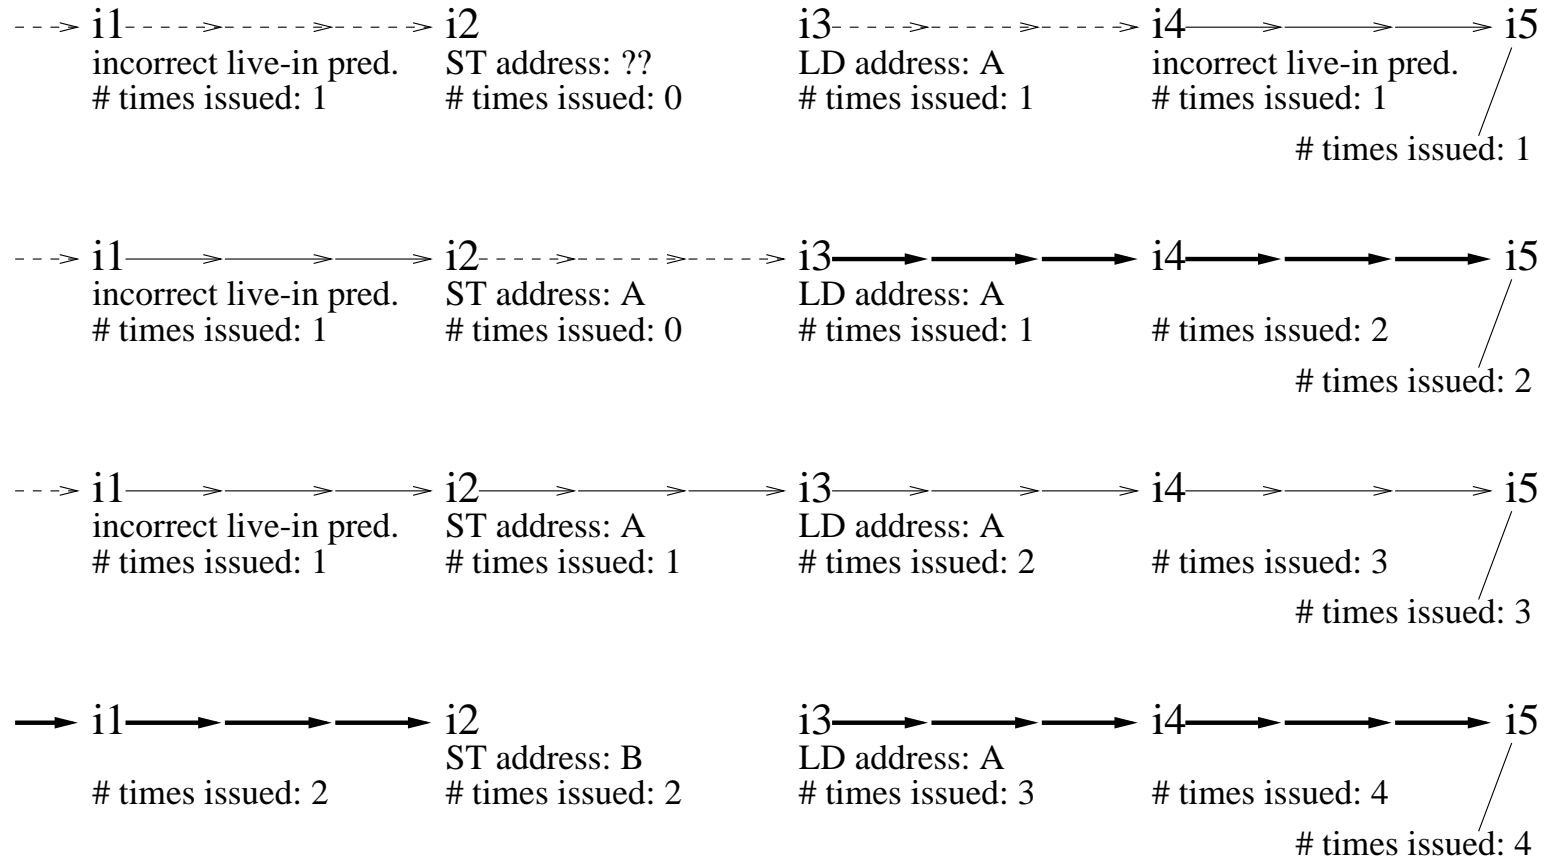 i1 i2 i3 i4 i5
incorrect live-in pred. ST address: ?? LD address: A incorrect live-in pred.
# times issued: 1 # times issued: 0 # times issued: 1 # times issued: 1
# times issued: 1
i1 i2 i3 i4 i5
incorrect live-in pred. ST address: A LD address: A
# times issued: 1 # times issued: 0 # times issued: 1 # times issued: 2
# times issued: 2
i1 i2 i3 i4 i5
incorrect live-in pred. ST address: A LD address: A
# times issued: 1 # times issued: 1 # times issued: 2 # times issued: 3
# times issued: 3
i1 i2 i3 i4 i5
ST address: B LD address: A
# times issued: 2 # times issued: 2 # times issued: 3 # times issued: 4
# times issued: 4